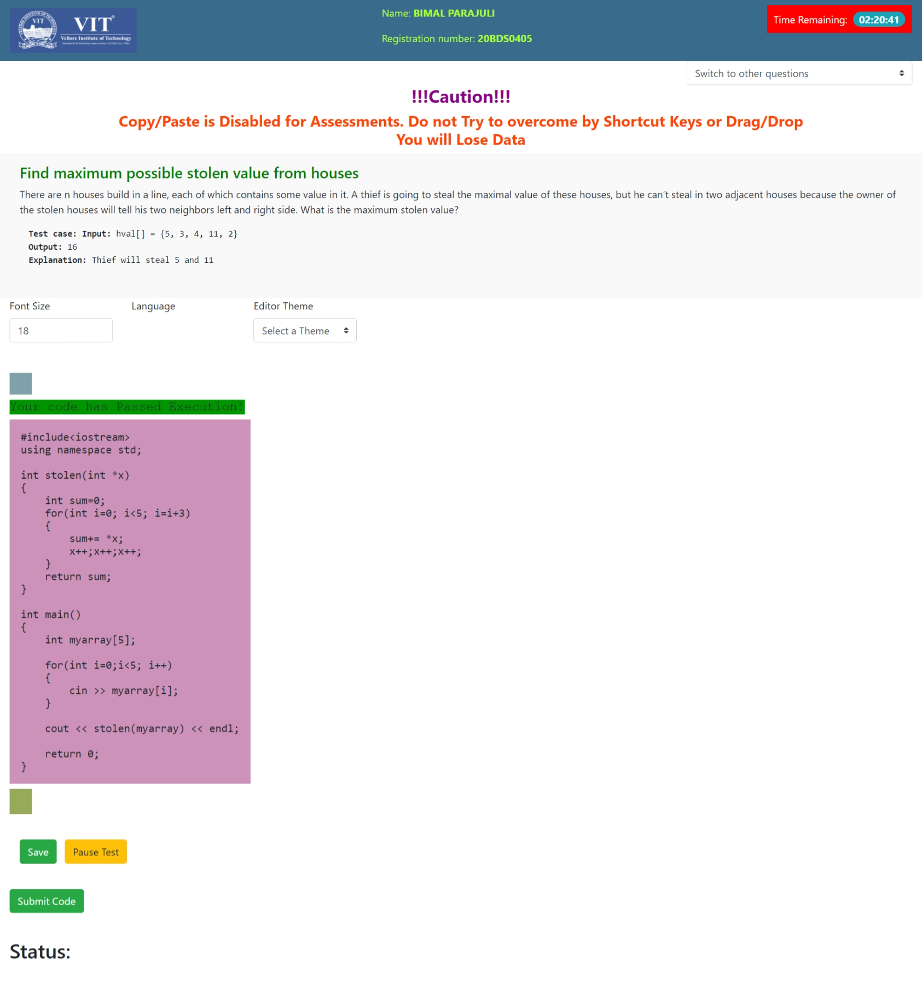 VIT
VIT
Vellore Institute of Technology
Name: BIMAL PARAJULI
Registration number: 20BDS0405
Time Remaining: 02:20:41
Switch to other questions
!!!Caution!!!
Copy/Paste is Disabled for Assessments. Do not Try to overcome by Shortcut Keys or Drag/Drop
You will Lose Data
Find maximum possible stolen value from houses
There are n houses build in a line, each of which contains some value in it. A thief is going to steal the maximal value of these houses, but he can’t steal in two adjacent houses because the owner of
the stolen houses will tell his two neighbors left and right side. What is the maximum stolen value?
Test case: Input: hval[] = {5, 3, 4, 11, 2}
Output: 16
Explanation: Thief will steal 5 and 11
Font Size
Language
Editor Theme
18
Select a Theme
Your code has Passed Execution!
#include<iostream>
using namespace std;
int stolen(int *x)
{
    int sum=0;
    for(int i=0; i<5; i=i+3)
    {
        sum+= *x;
        x++;x++;x++;
    }
    return sum;
}
int main()
{
    int myarray[5];
    for(int i=0;i<5; i++)
    {
        cin >> myarray[i];
    }
    cout << stolen(myarray) << endl;
    return 0;
}
Save
Pause Test
Submit Code
Status: